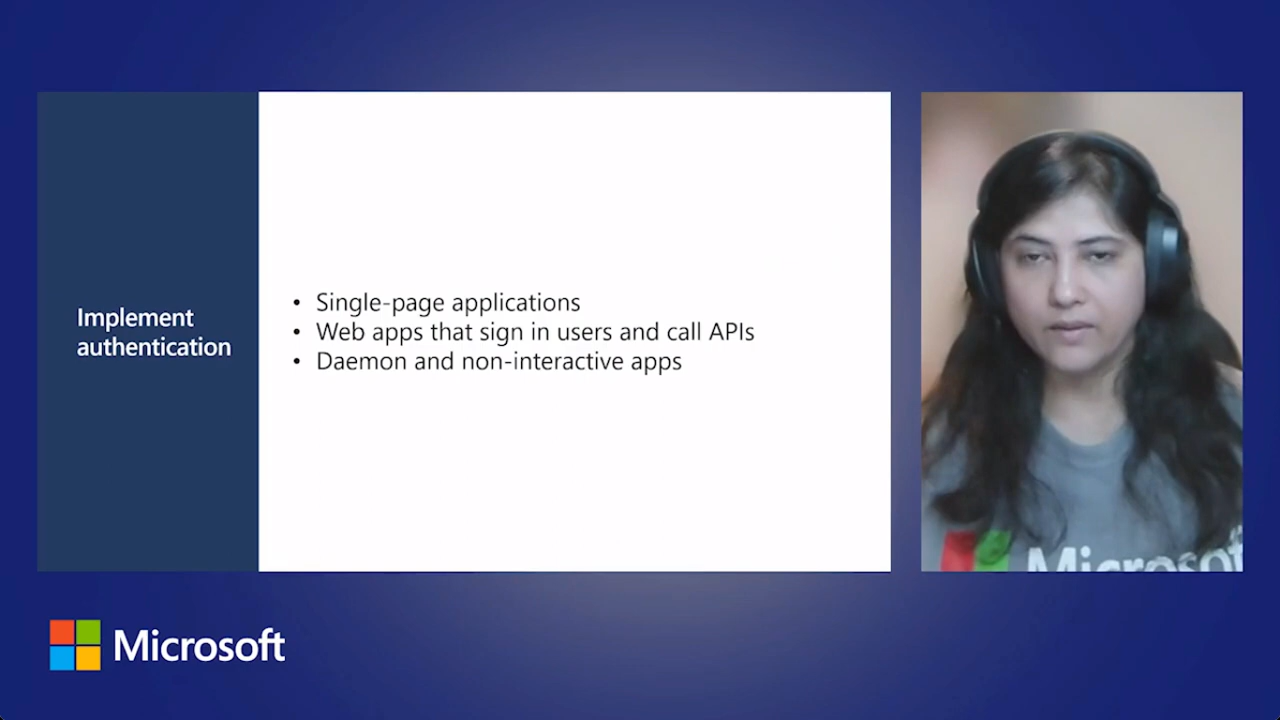 Implement
authentication
• Single-page applications
• Web apps that sign in users and call APIs
• Daemon and non-interactive apps
Microsoft
Microsoft